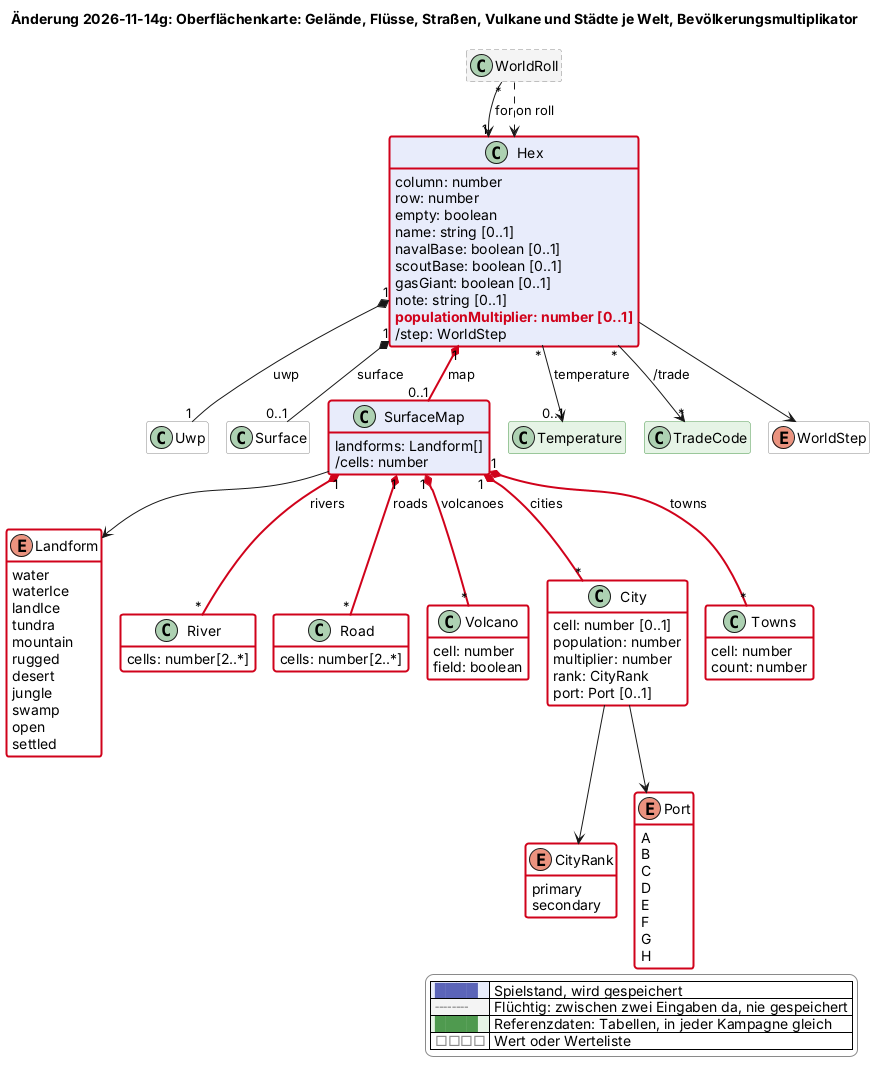 Änderung 2026-11-14g: Oberflächenkarte: Gelände, Flüsse, Straßen, Vulkane und Städte je Welt, Bevölkerungsmultiplikator
C WorldRoll
*
for
on roll
1
C Hex
column: number
row: number
empty: boolean
name: string [0..1]
navalBase: boolean [0..1]
scoutBase: boolean [0..1]
gasGiant: boolean [0..1]
note: string [0..1]
populationMultiplier: number [0..1]
/step: WorldStep
1
1
1
*
*
uwp
surface
map
temperature
/trade
1
0..1
0..1
0..1
*
C Uwp
C Surface
C SurfaceMap
landforms: Landform[]
/cells: number
C Temperature
C TradeCode
E WorldStep
1
1
1
1
1
rivers
roads
volcanoes
cities
towns
*
*
*
*
*
E Landform
water
waterIce
landIce
tundra
mountain
rugged
desert
jungle
swamp
open
settled
C River
cells: number[2..*]
C Road
cells: number[2..*]
C Volcano
cell: number
field: boolean
C City
cell: number [0..1]
population: number
multiplier: number
rank: CityRank
port: Port [0..1]
C Towns
cell: number
count: number
E CityRank
primary
secondary
E Port
A
B
C
D
E
F
G
H
Spielstand, wird gespeichert
Flüchtig: zwischen zwei Eingaben da, nie gespeichert
Referenzdaten: Tabellen, in jeder Kampagne gleich
Wert oder Werteliste